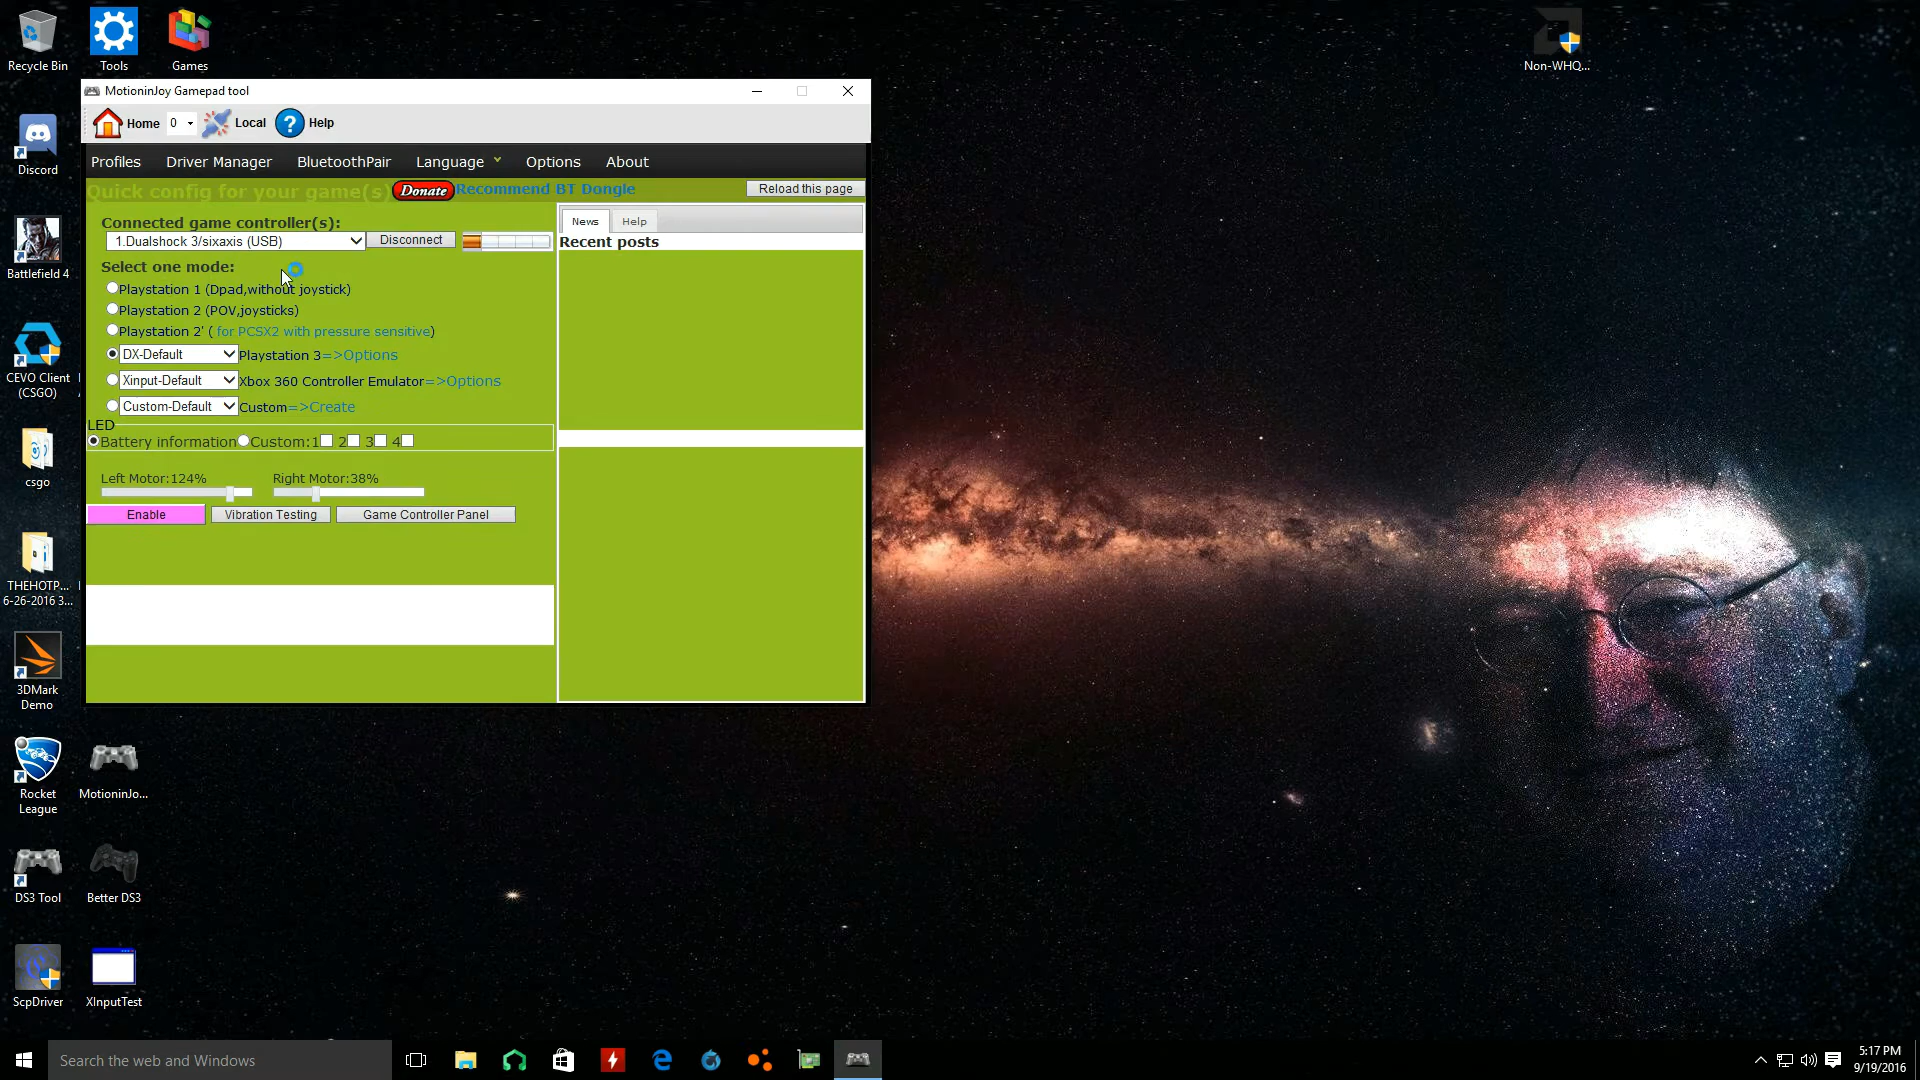 Recycle Bin
Tools
Games
Non-WHQ...
MotioninJoy Gamepad tool
Home 0 Local Help
Discord
Profiles Driver Manager BluetoothPair Language Options About
Quick config for your game(s) Donate Recommend BT Dongle Reload this page
Connected game controller(s):
1.Dualshock 3/sixaxis (USB) Disconnect
News Help
Recent posts
Select one mode:
Playstation 1 (Dpad,without joystick)
Playstation 2 (POV,joysticks)
Playstation 2' ( for PCSX2 with pressure sensitive)
DX-Default Playstation 3=>Options
Xinput-Default Xbox 360 Controller Emulator=>Options
Custom-Default Custom=>Create
LED
Battery information Custom:1 2 3 4
Left Motor:124% Right Motor:38%
Enable Vibration Testing Game Controller Panel
Battlefield 4
CEVO Client
(CSGO)
csgo
THEHOTP...
6-26-2016 3...
3DMark
Demo
Rocket
League
MotioninJo...
DS3 Tool
Better DS3
ScpDriver
XInputTest
Search the web and Windows
5:17 PM
9/19/2016